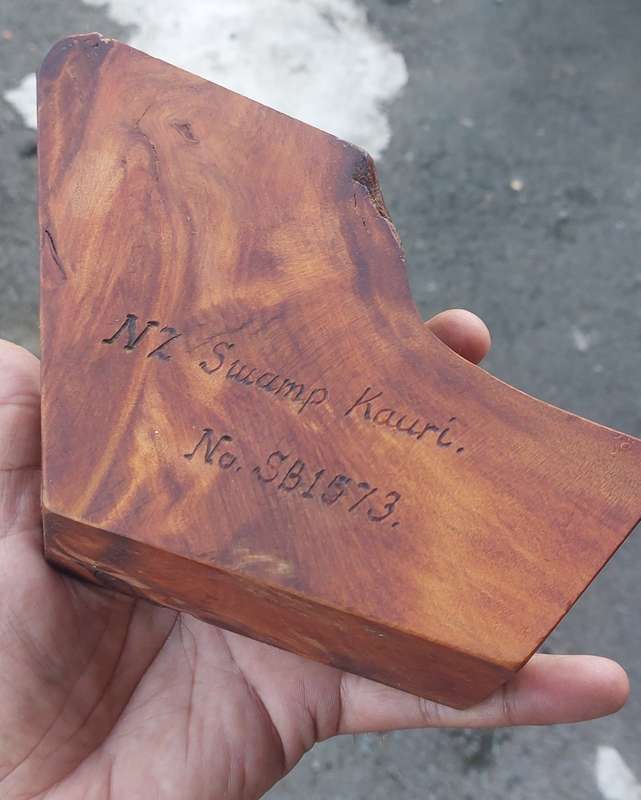 NZ Swamp Kauri.
No. SB1573.